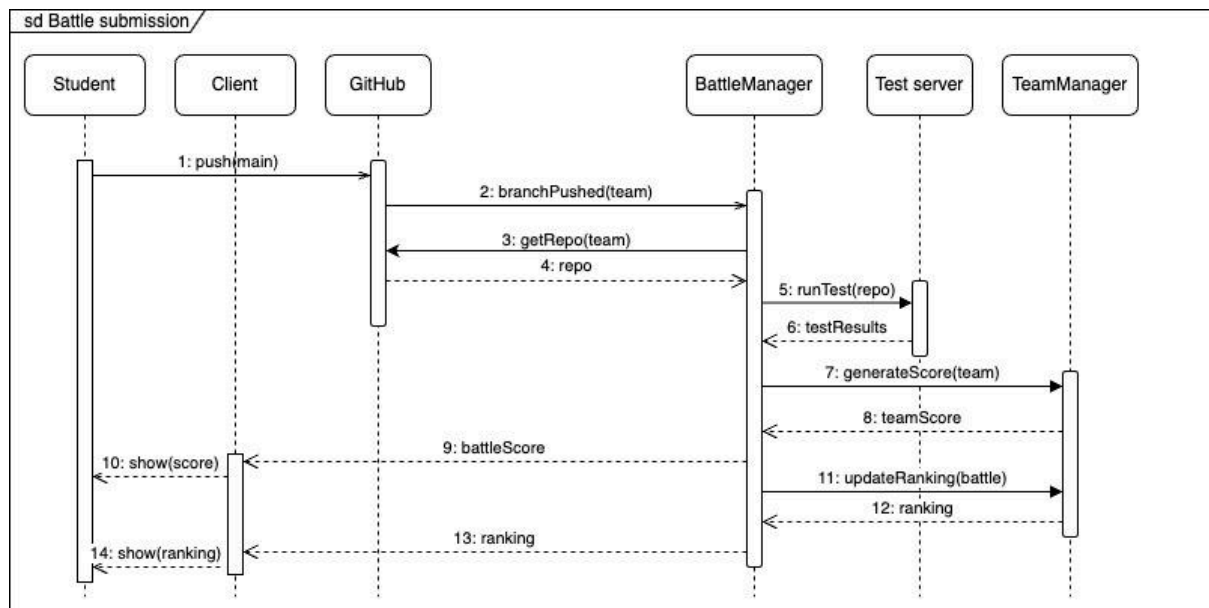 sd Battle submission
Student
Client
GitHub
BattleManager
Test server
TeamManager
1: push(main)
2: branchPushed(team)
3: getRepo(team)
4: repo
5: runTest(repo)
6: testResults
7: generateScore(team)
8: teamScore
9: battleScore
10: show(score)
11: updateRanking(battle)
12: ranking
13: ranking
14: show(ranking)